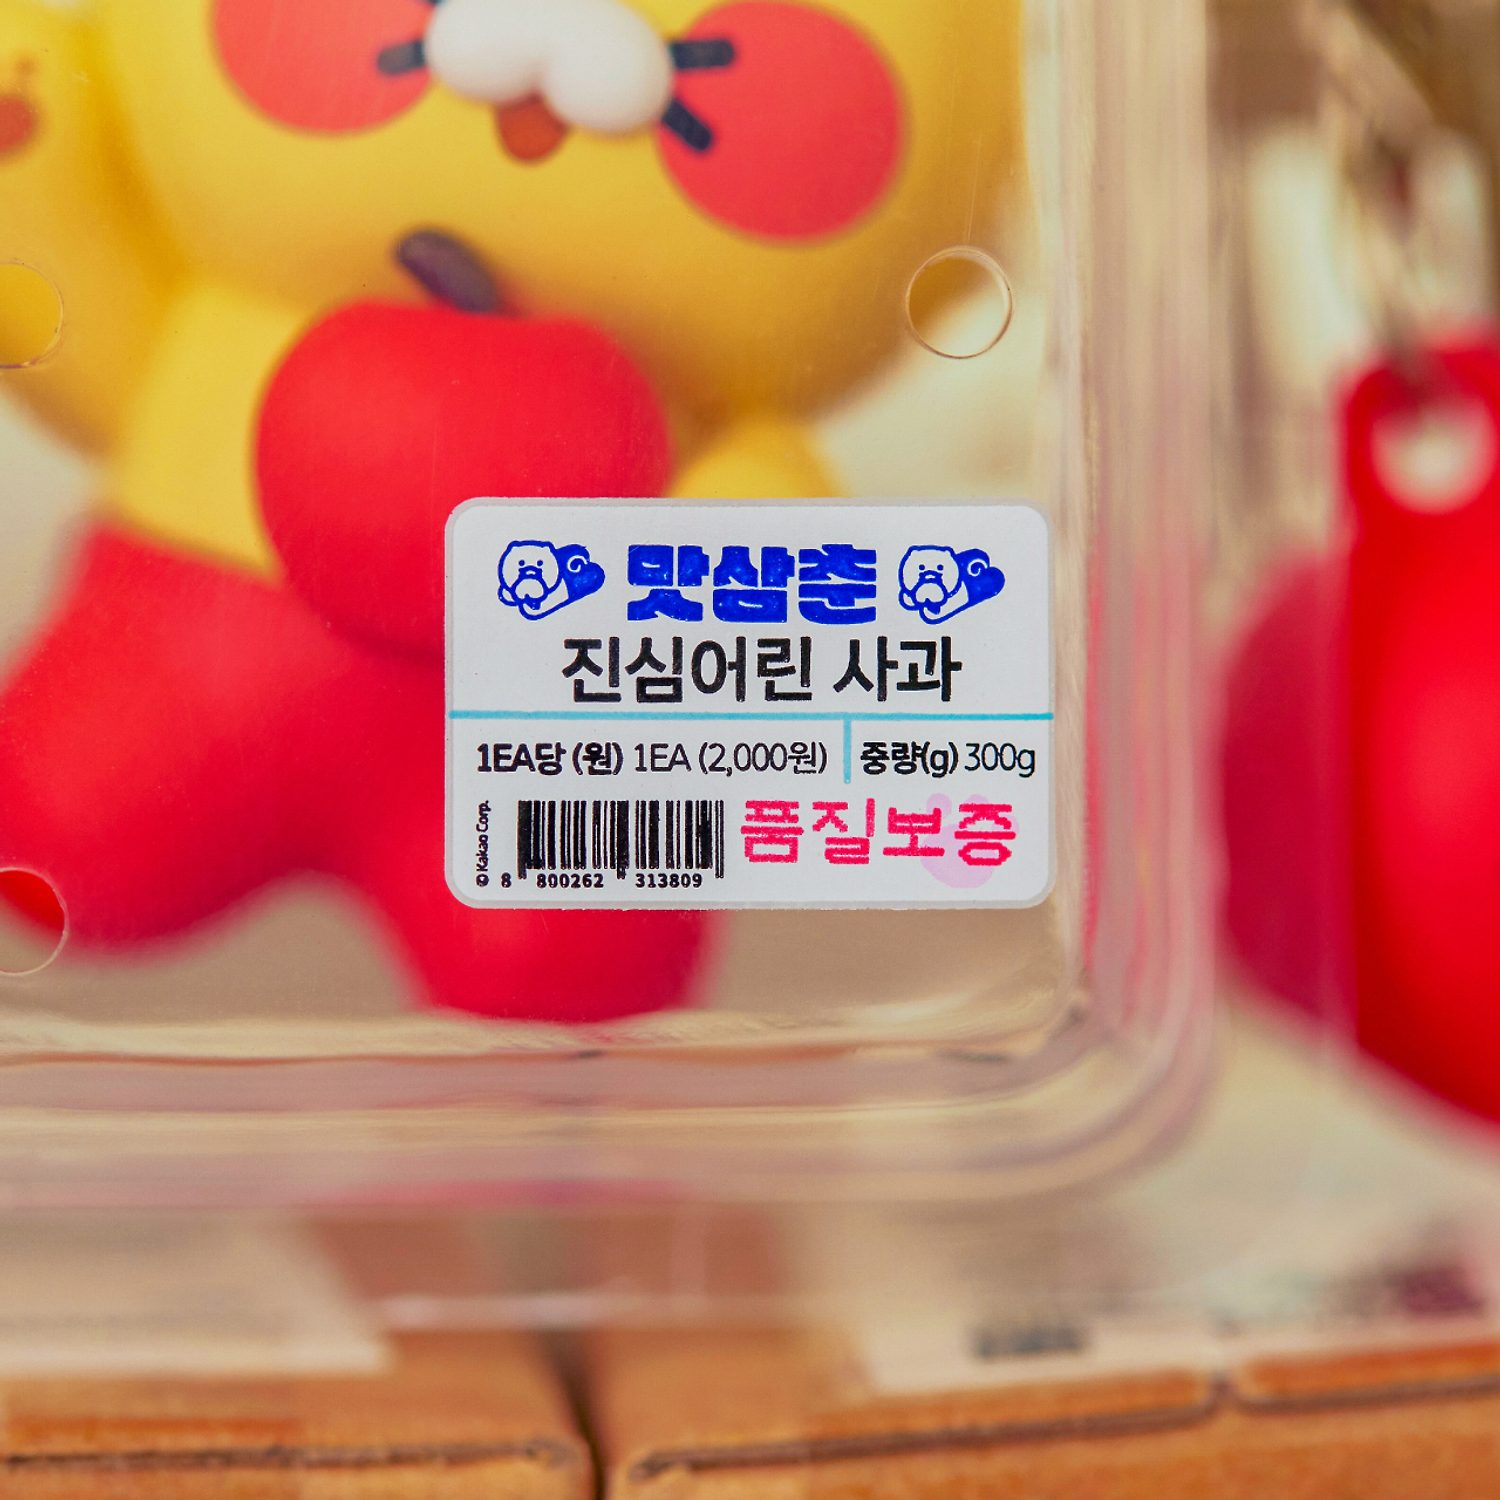 맛삼춘
진심어린 사과
1EA당 (원) 1EA (2,000원) 중량(g) 300g
© Kakao Corp.
8 800262 313809
품질보증